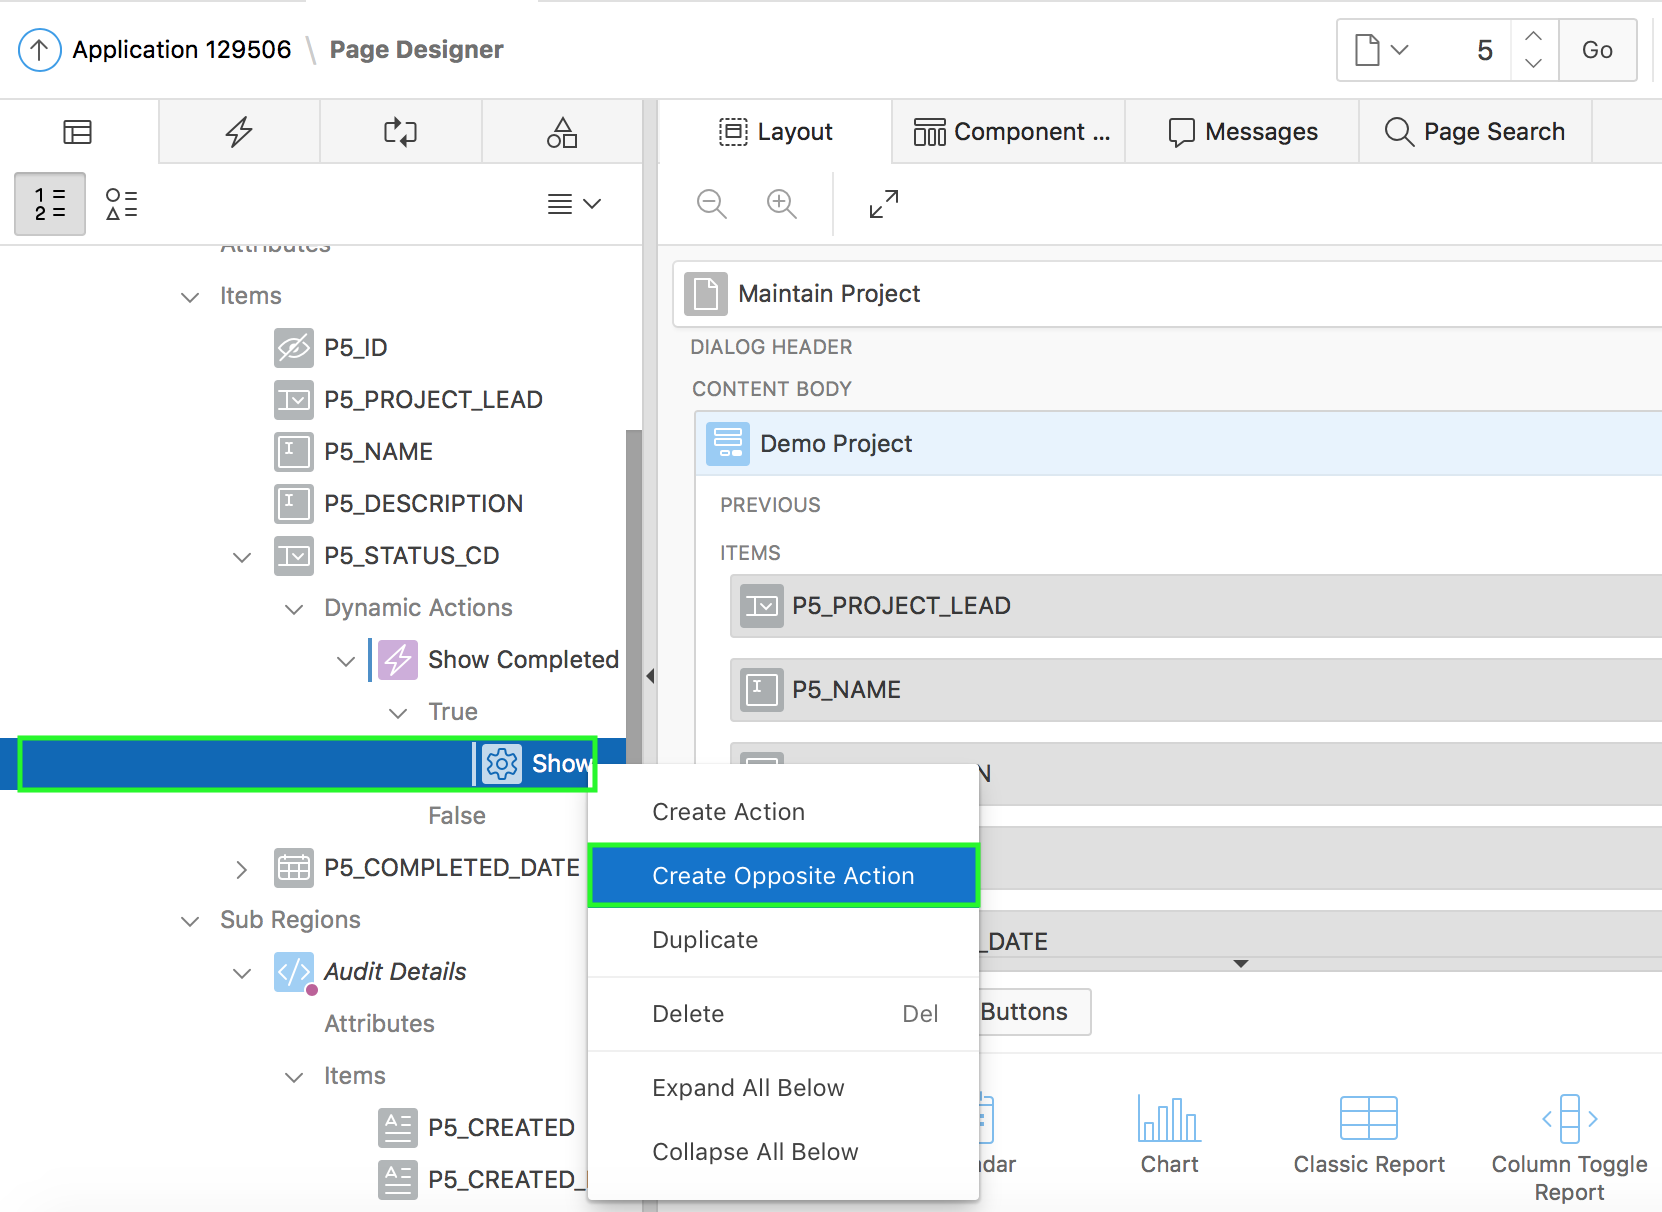 Application 129506 \ Page Designer
5
Go
Layout
Component ...
Messages
Page Search
1
2
Attributes
Items
P5_ID
P5_PROJECT_LEAD
P5_NAME
P5_DESCRIPTION
P5_STATUS_CD
Dynamic Actions
Show Completed
True
Show
False
P5_COMPLETED_DATE
Sub Regions
Audit Details
Attributes
Items
P5_CREATED
P5_CREATED_
Create Action
Create Opposite Action
Duplicate
Delete Del
Expand All Below
Collapse All Below
Maintain Project
DIALOG HEADER
CONTENT BODY
Demo Project
PREVIOUS
ITEMS
P5_PROJECT_LEAD
P5_NAME
N
_DATE
Buttons
dar
Chart
Classic Report
Column Toggle
Report